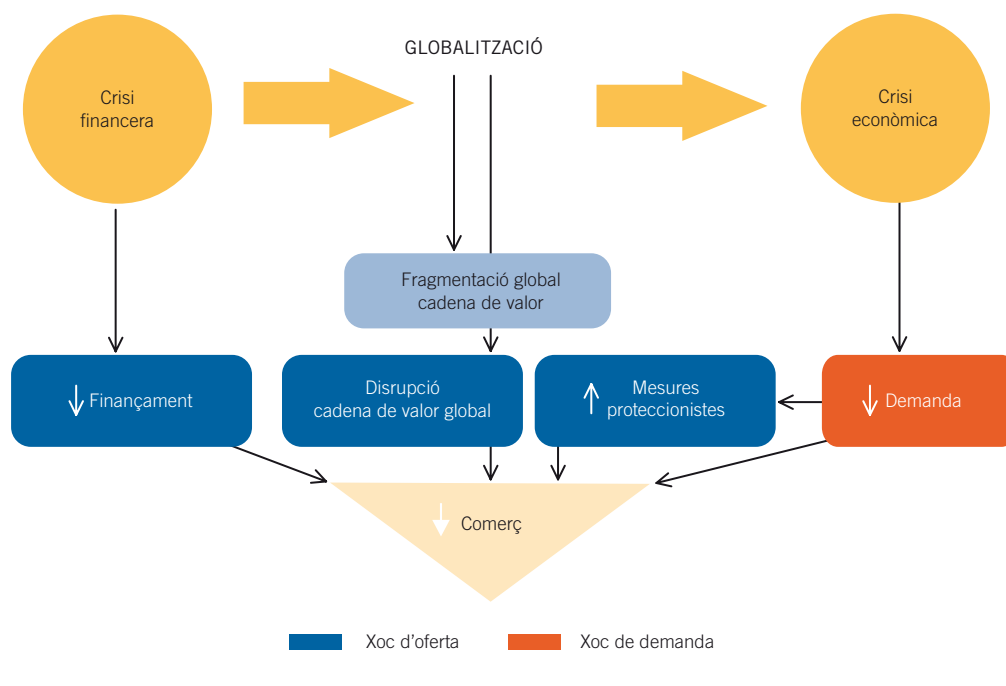 GLOBALITZACIÓ
Crisi
financera
Crisi
econòmica
Fragmentació global
cadena de valor
Finançament
Disrupció
cadena de valor global
Mesures
proteccionistes
Demanda
Comerç
Xoc d'oferta
Xoc de demanda